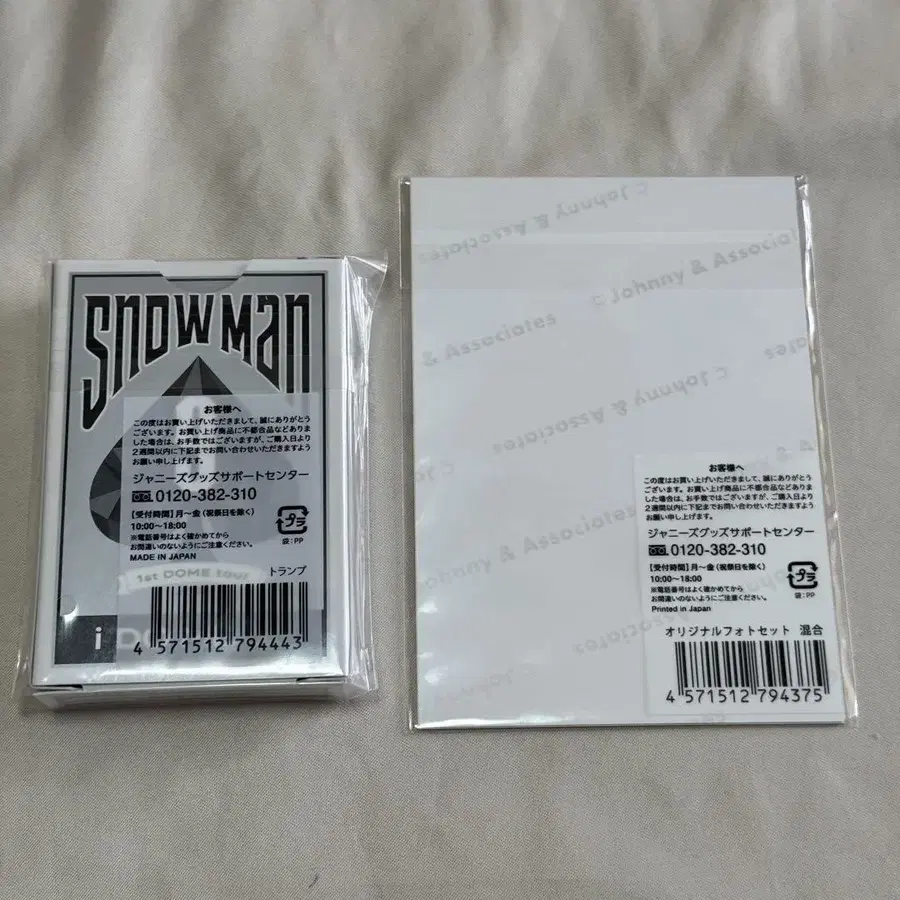 Snow Man
お客様へ
この度はお買い上げいただきまして、誠にありがとう
ございます。お買い上げ商品に不都合品などありま
した場合は、お手数ではございますが、ご購入日より
2週間以内に下記までお問い合わせいただきますよう
お願い申し上げます。
ジャニーズグッズサポートセンター
0120-382-310
【受付時間】月〜金(祝祭日を除く)
10:00〜18:00
※電話番号はよく確かめてから
お間違いのないようにご注意ください。
MADE IN JAPAN
プラ
袋:PP
トランプ
1st DOME tour
i DO ME
4 571512 794443
© Johnny & Associates
© Johnny & Associates
& Associates
© Johnny & Associates
Johnny & Associates
お客様へ
この度はお買い上げいただきまして、誠にありがとう
ございます。お買い上げ商品に不都合品などありま
した場合は、お手数ではございますが、ご購入日より
2週間以内に下記までお問い合わせいただきますよう
お願い申し上げます。
ジャニーズグッズサポートセンター
0120-382-310
【受付時間】月〜金(祝祭日を除く)
10:00〜18:00
※電話番号はよく確かめてから
お間違いのないようにご注意ください。
Printed in Japan
プラ
袋:PP
オリジナルフォトセット 混合
4 571512 794375